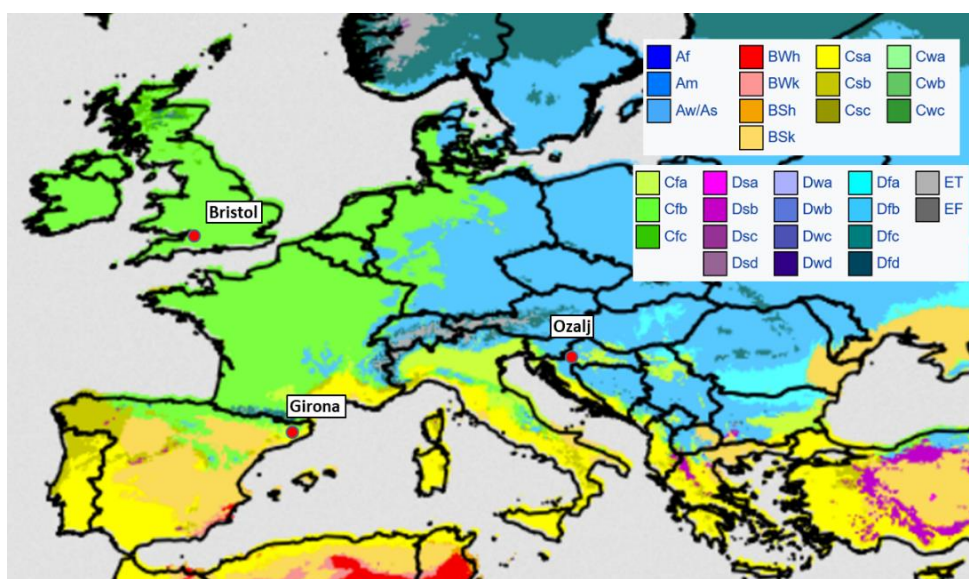 Af BWh Csa Cwa
Am BWk Csb Cwb
Aw/As BSh Csc Cwc
BSk
Cfa Dsa Dwa Dfa ET
Cfb Dsb Dwb Dfb EF
Cfc Dsc Dwc Dfc
Dsd Dwd Dfd
Bristol
Ozalj
Girona